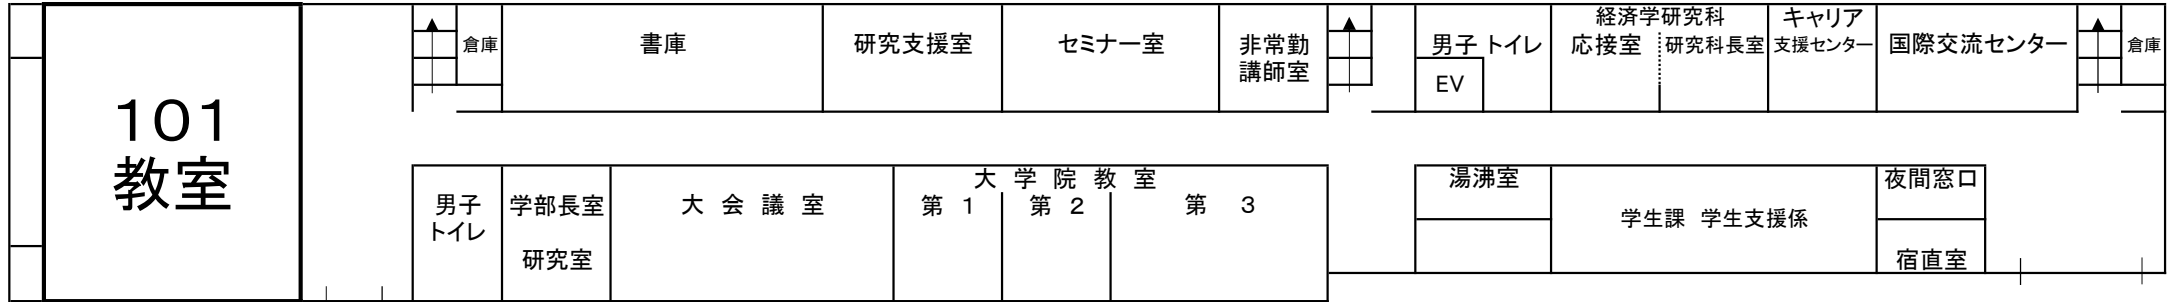 101
教室
倉庫
書庫
研究支援室
セミナー室
非常勤
講師室
男子 トイレ
EV
経済学研究科
応接室
研究科長室
キャリア
支援センター
国際交流センター
倉庫
男子
トイレ
学部長室
研究室
大 会 議 室
大 学 院 教 室
第 1
第 2
第 3
湯沸室
学生課 学生支援係
夜間窓口
宿直室